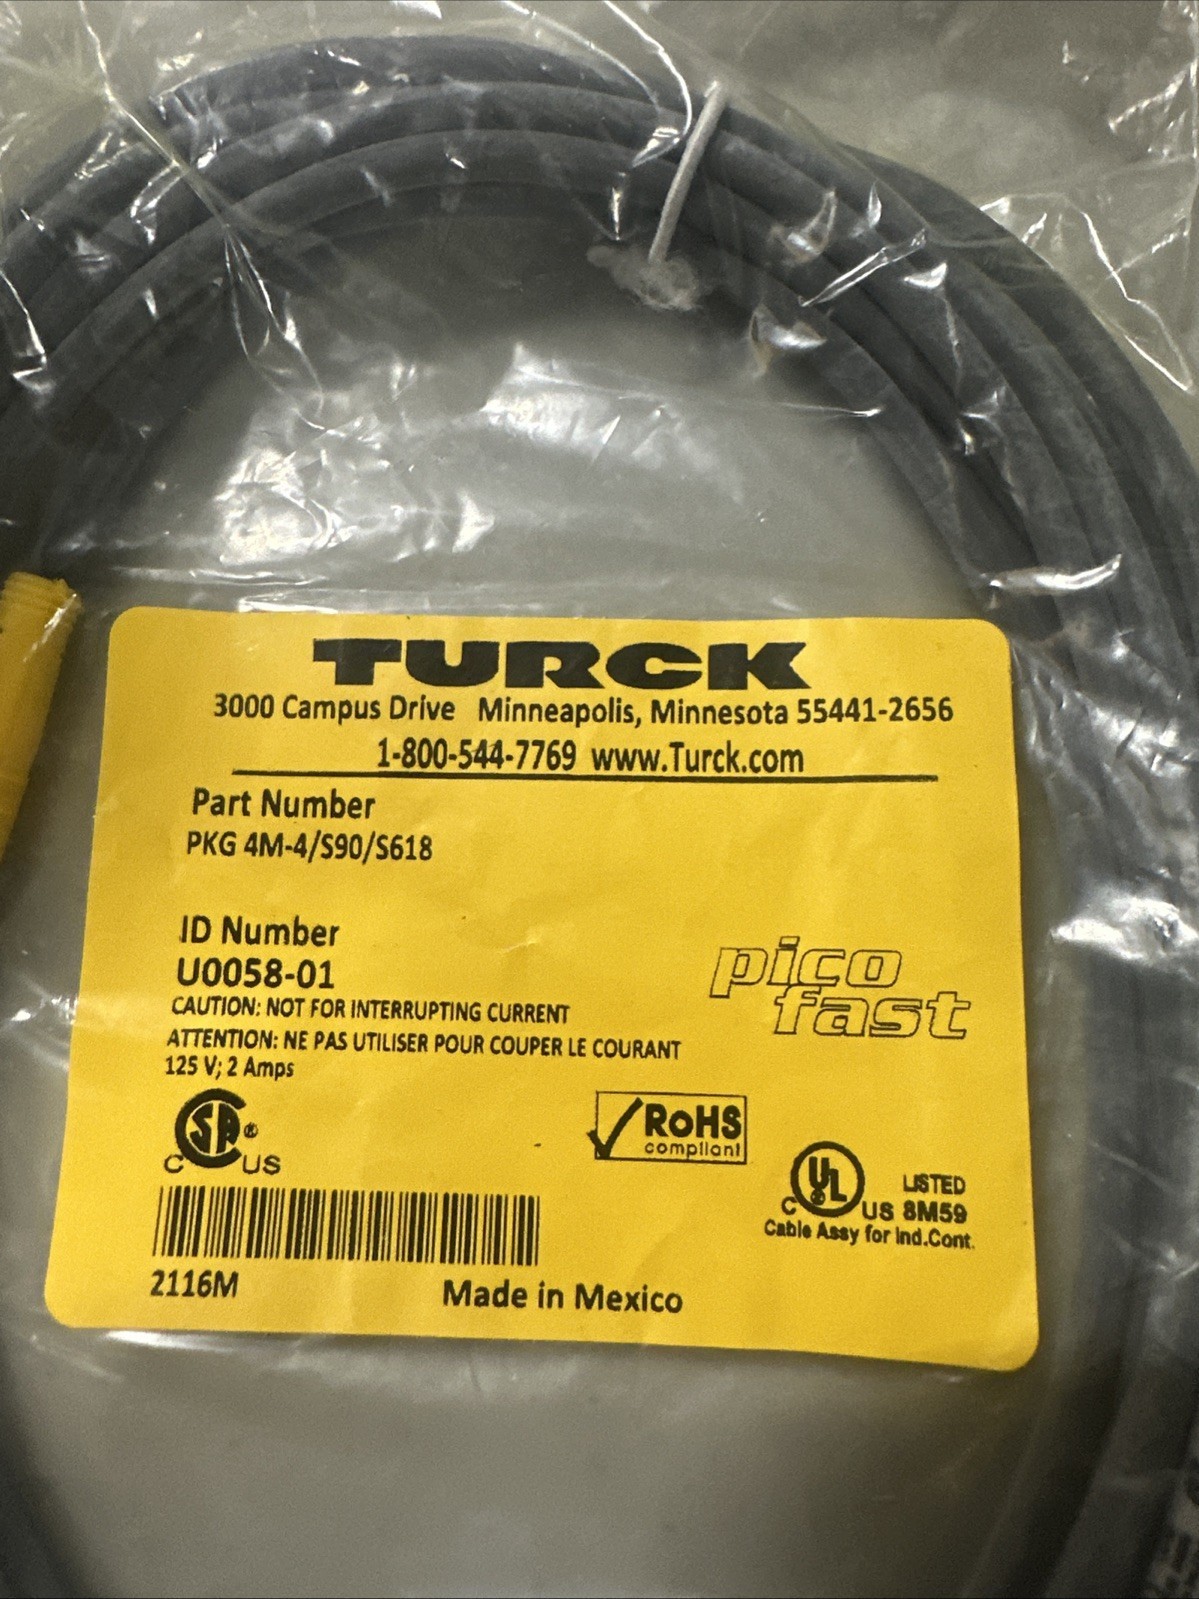 TURCK
3000 Campus Drive Minneapolis, Minnesota 55441-2656
1-800-544-7769 www.Turck.com
Part Number
PKG 4M-4/S90/S618
ID Number
U0058-01
CAUTION: NOT FOR INTERRUPTING CURRENT
ATTENTION: NE PAS UTILISER POUR COUPER LE COURANT
125 V; 2 Amps
pico
fast
SA®
C US
RoHS
compliant
UL®
LISTED
C US 8M59
Cable Assy for Ind.Cont.
2116M
Made in Mexico